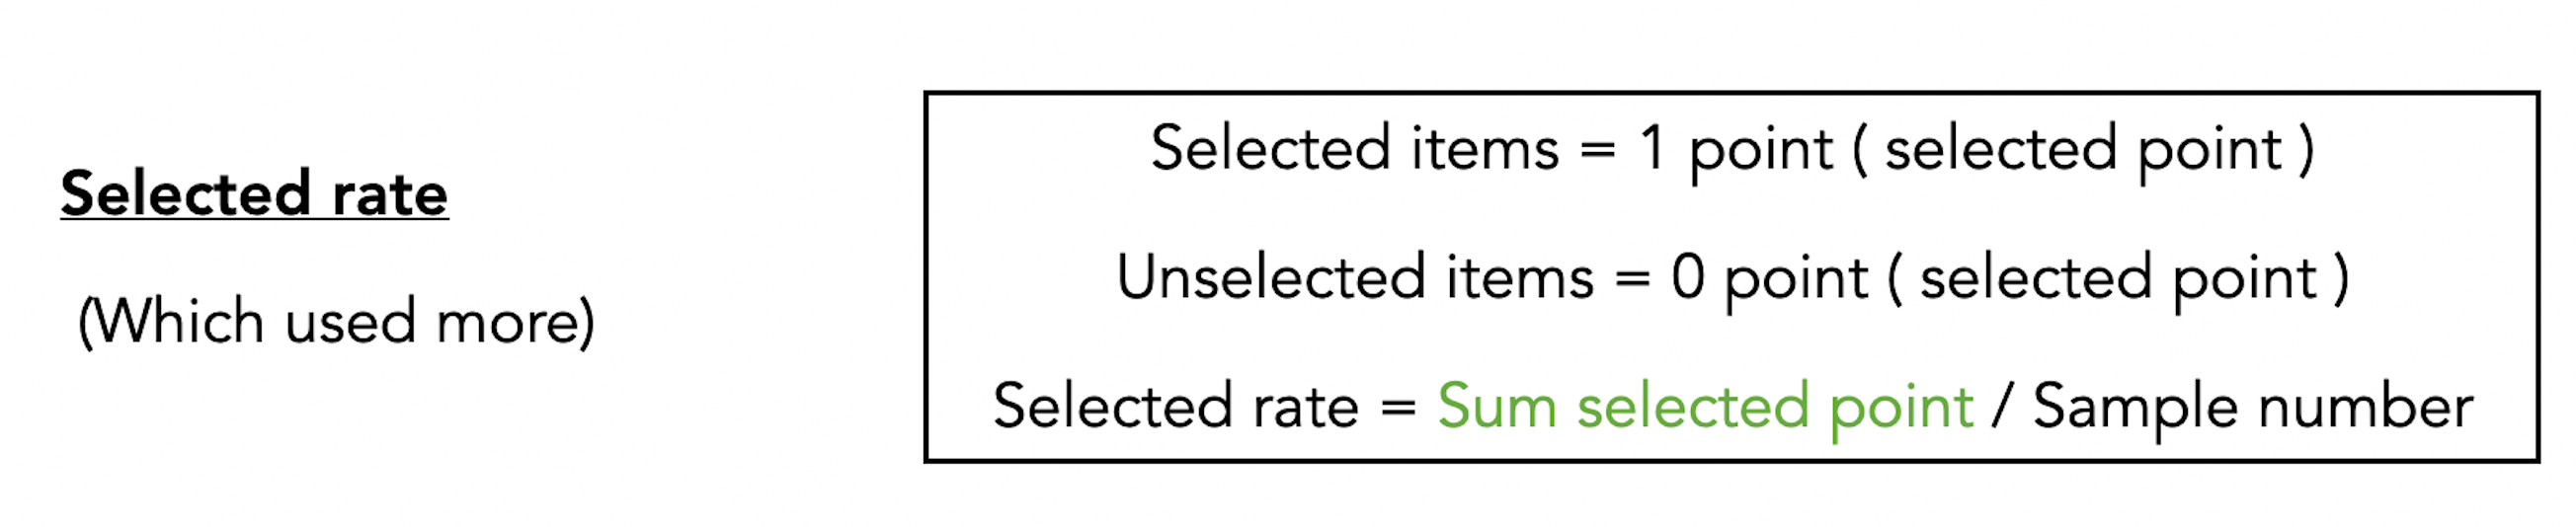 Selected rate
(Which used more)
Selected items = 1 point ( selected point )
Unselected items = 0 point ( selected point )
Selected rate = Sum selected point / Sample number